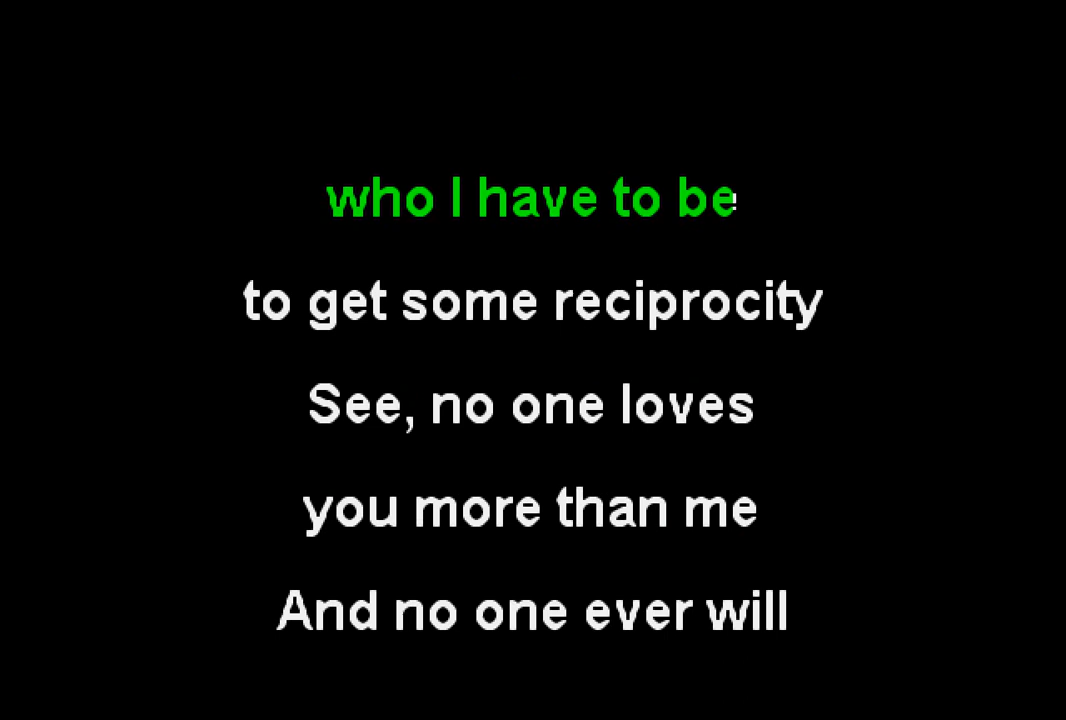 who I have to be
to get some reciprocity
See, no one loves
you more than me
And no one ever will